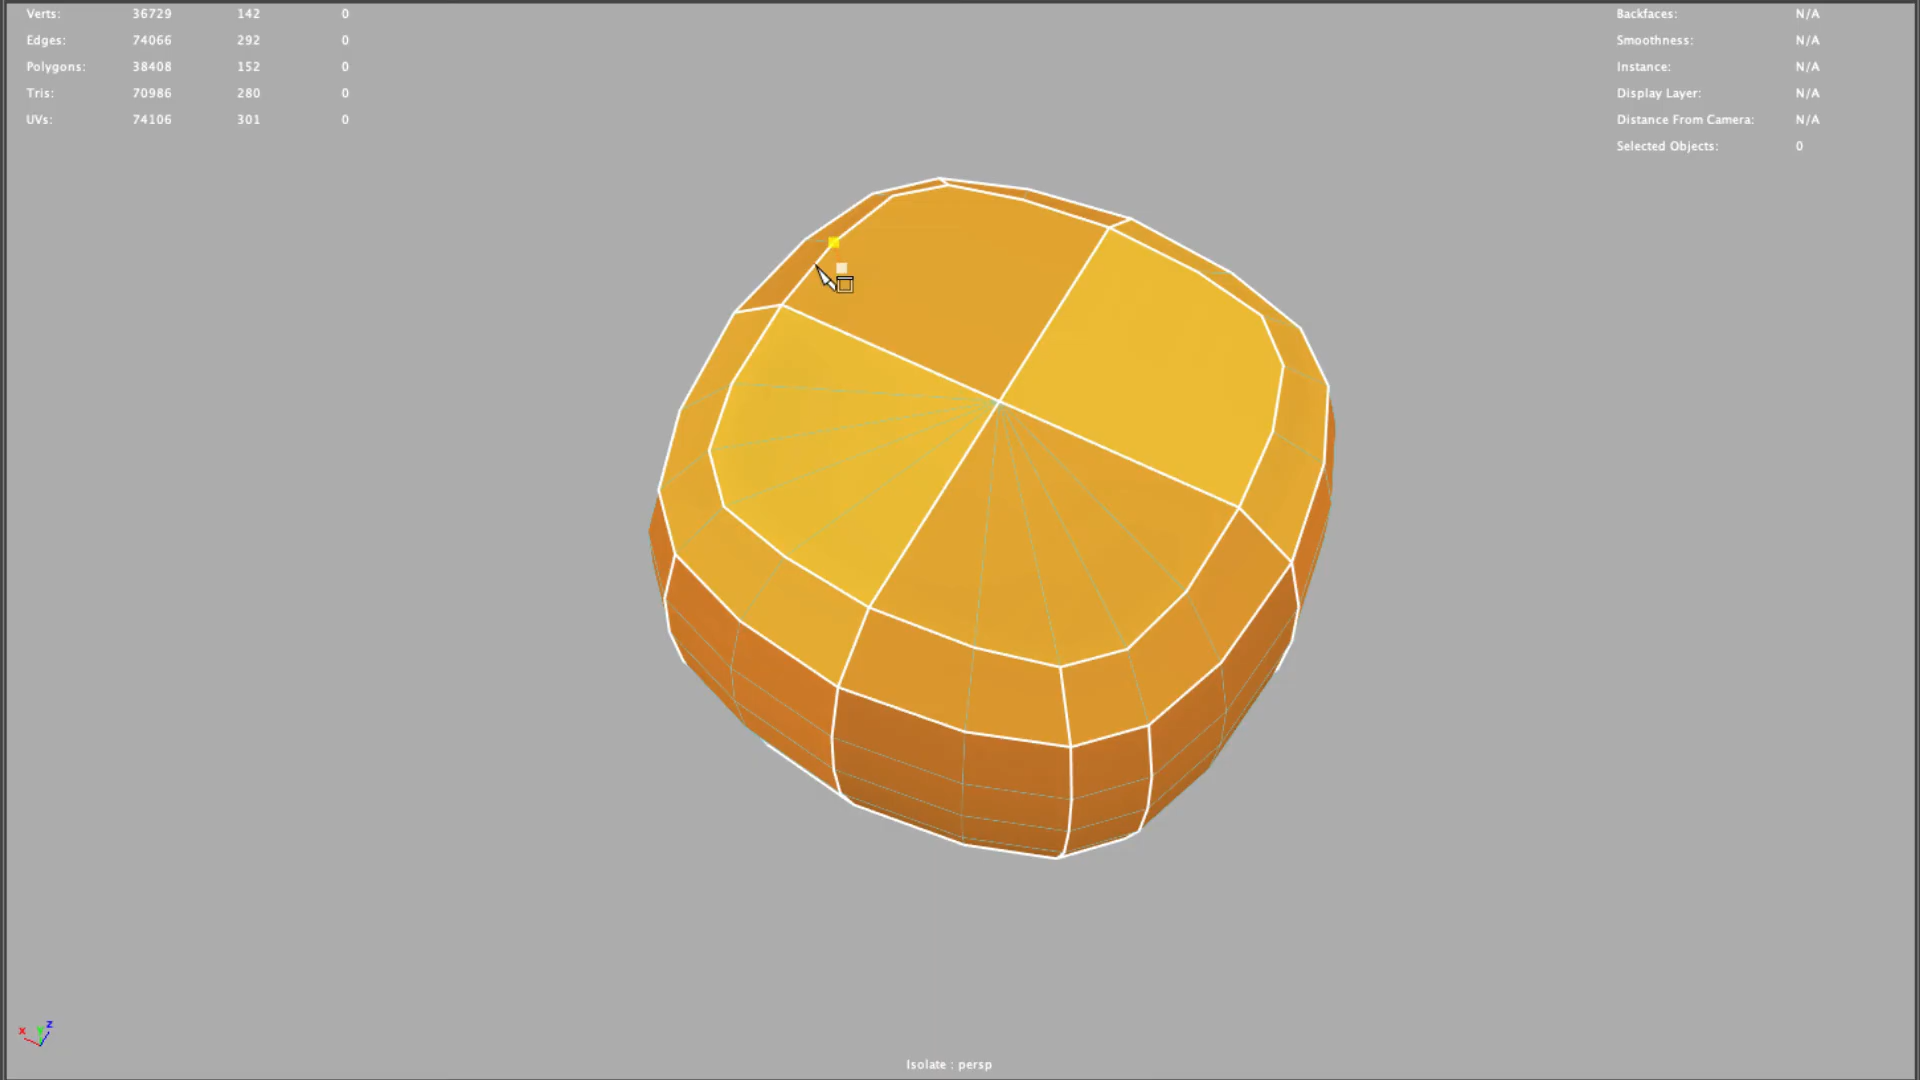 Verts: 36729 142 0
Edges: 74066 292 0
Polygons: 38408 152 0
Tris: 70986 280 0
UVs: 74106 301 0
Backfaces: N/A
Smoothness: N/A
Instance: N/A
Display Layer: N/A
Distance From Camera: N/A
Selected Objects: 0
X Y Z
Isolate : persp